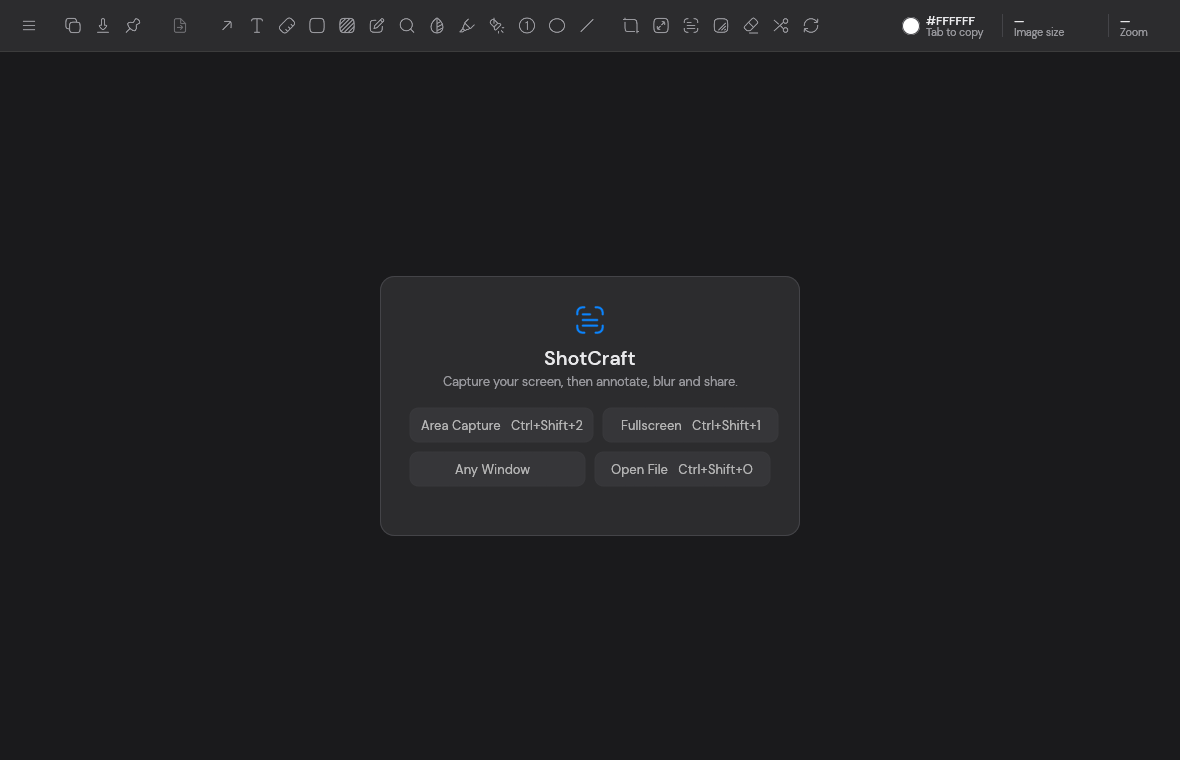 1
#FFFFFF
Tab to copy
—
Image size
—
Zoom
ShotCraft
Capture your screen, then annotate, blur and share.
Area Capture Ctrl+Shift+2
Fullscreen Ctrl+Shift+1
Any Window
Open File Ctrl+Shift+O